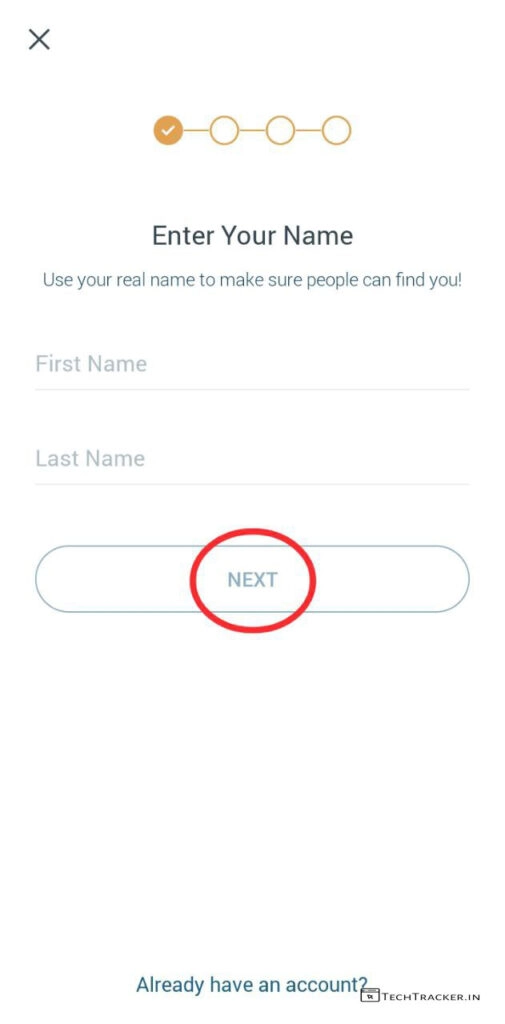 Enter Your Name
Use your real name to make sure people can find you!
First Name
Last Name
NEXT
Already have an account?
TECHTRACKER.IN